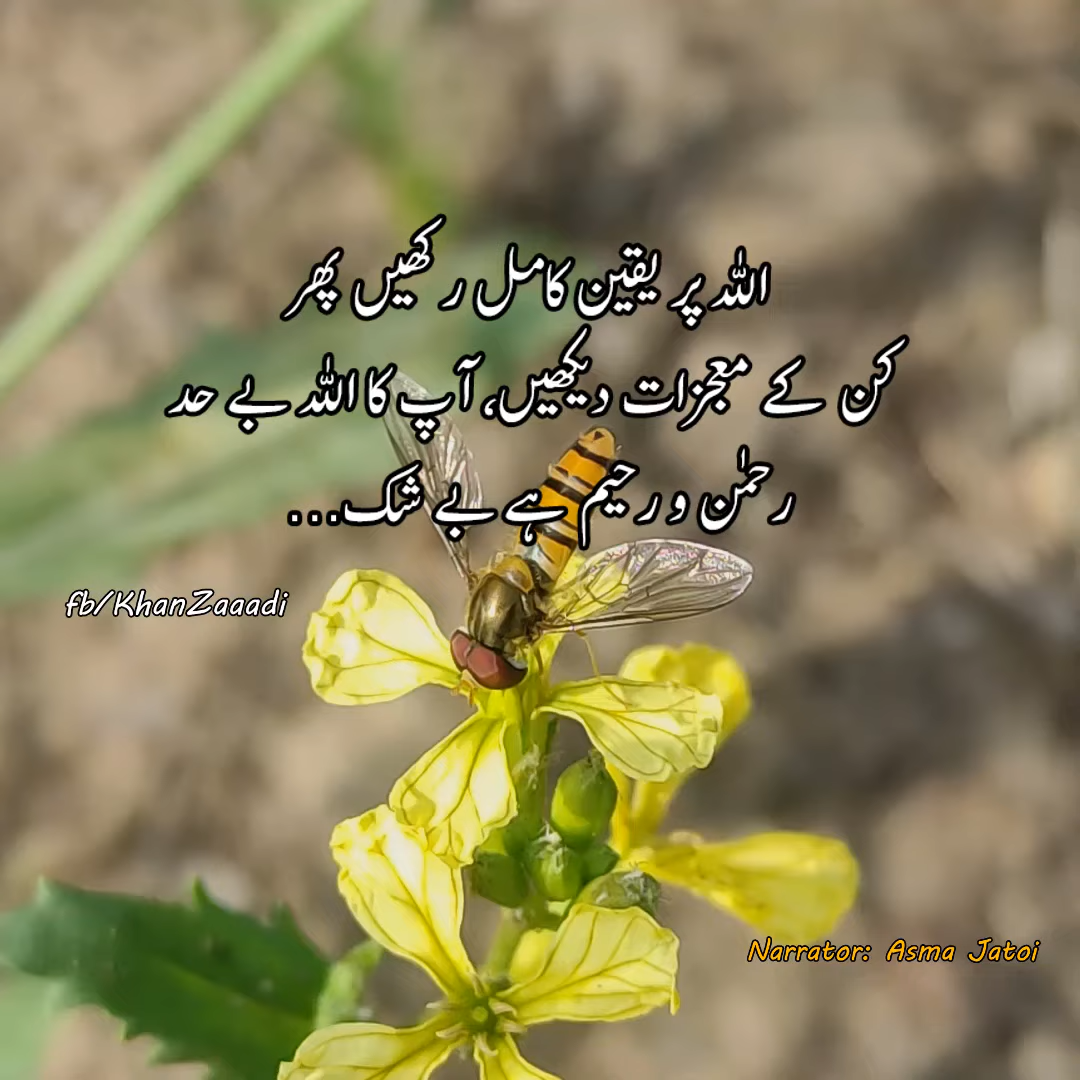 اللہ پر یقین کامل رکھیں پھر
کن کے معجزات دیکھیں، آپ کا اللہ بے حد
رحمٰن و رحیم ہے بے شک...
fb/KhanZaaadi
Narrator: Asma Jatoi